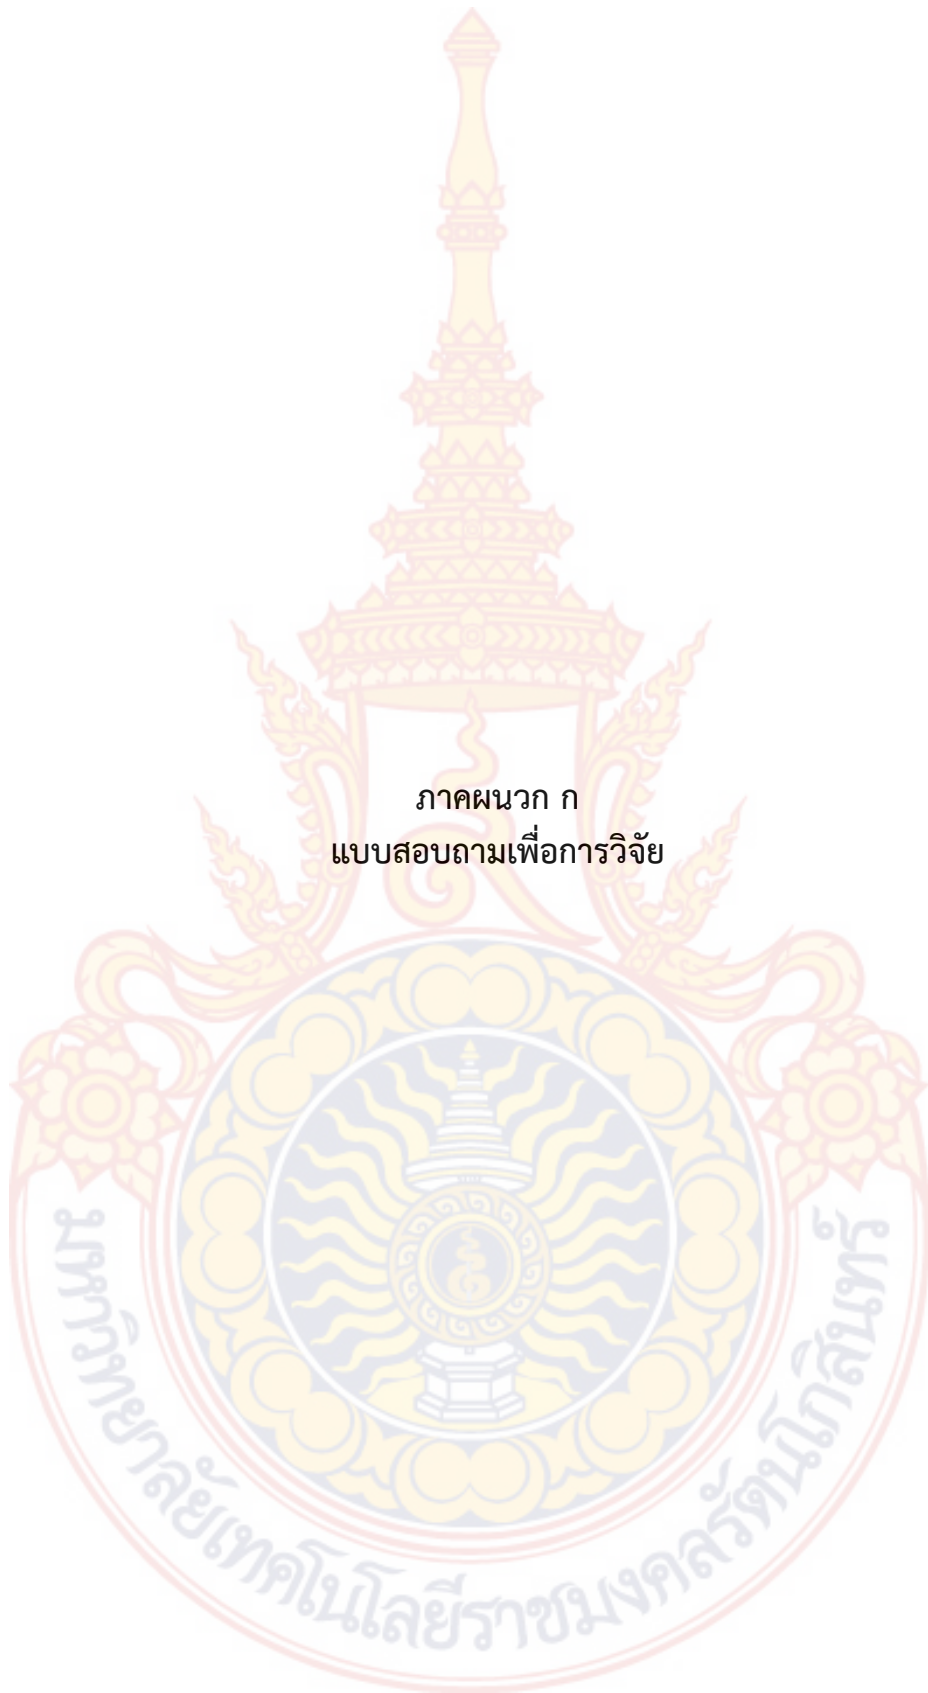 ภาคผนวก ก
แบบสอบถามเพื่อการวิจัย
มหาวิทยาลัยเทคโนโลยีราชมงคลรัตนโกสินทร์